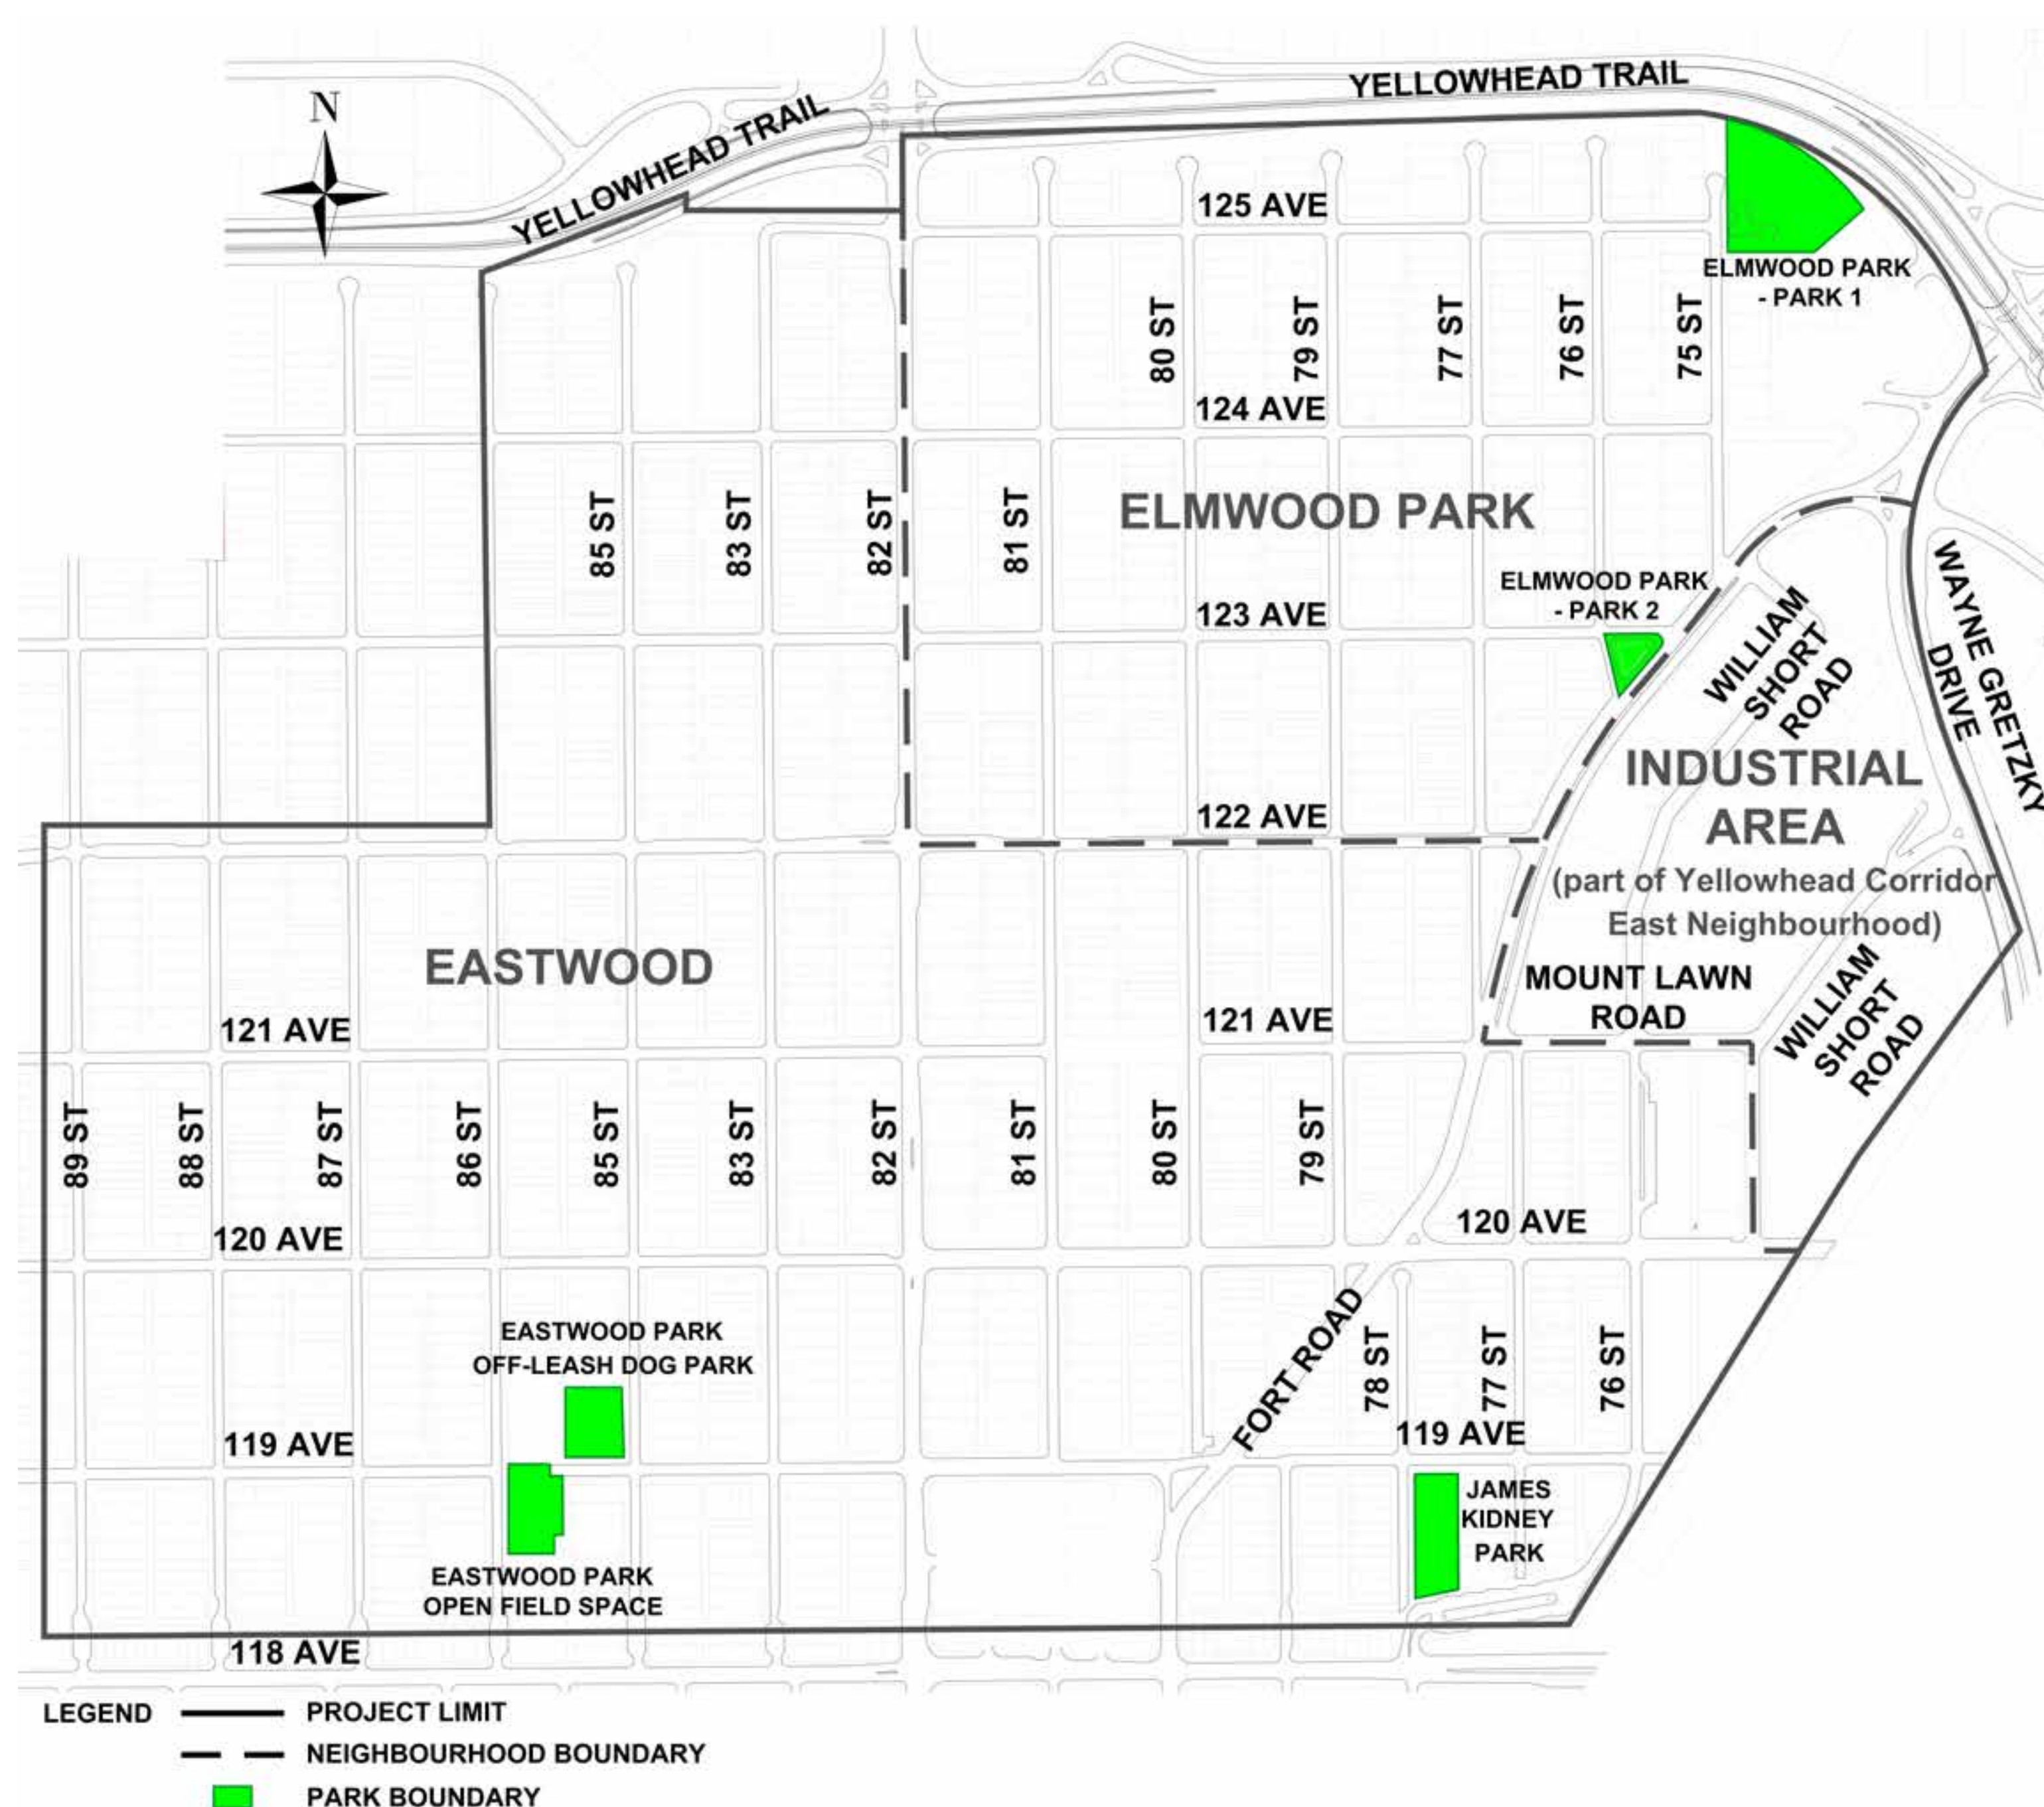 N
YELLOWHEAD TRAIL
YELLOWHEAD TRAIL
125 AVE
ELMWOOD PARK
- PARK 1
80 ST
79 ST
77 ST
76 ST
75 ST
124 AVE
85 ST
83 ST
82 ST
81 ST
ELMWOOD PARK
ELMWOOD PARK
- PARK 2
123 AVE
WILLIAM
SHORT
ROAD
WAYNE GRETZKY
DRIVE
INDUSTRIAL
AREA
(part of Yellowhead Corridor
East Neighbourhood)
122 AVE
EASTWOOD
MOUNT LAWN
ROAD
WILLIAM
SHORT
ROAD
121 AVE
121 AVE
89 ST
88 ST
87 ST
86 ST
85 ST
83 ST
82 ST
81 ST
80 ST
79 ST
120 AVE
120 AVE
EASTWOOD PARK
OFF-LEASH DOG PARK
FORT ROAD
78 ST
77 ST
76 ST
119 AVE
119 AVE
JAMES
KIDNEY
PARK
EASTWOOD PARK
OPEN FIELD SPACE
118 AVE
LEGEND
PROJECT LIMIT
NEIGHBOURHOOD BOUNDARY
PARK BOUNDARY